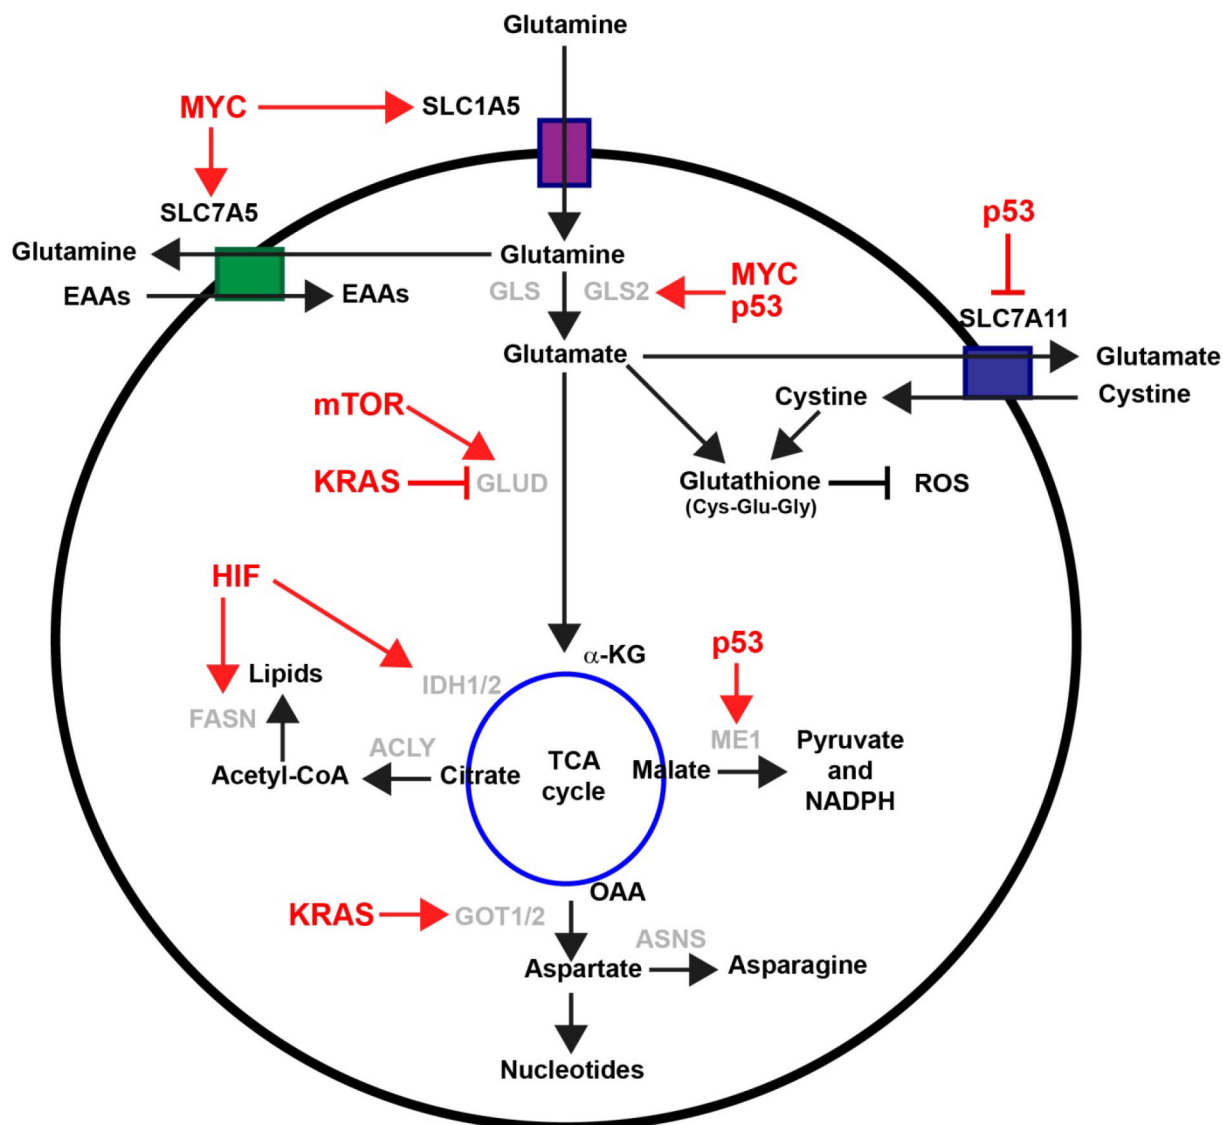 Glutamine
MYC
SLC1A5
SLC7A5
p53
Glutamine
Glutamine
GLS
GLS2
MYC
p53
EAAs
EAAs
SLC7A11
Glutamate
Glutamate
Cystine
Cystine
mTOR
KRAS
GLUD
Glutathione
(Cys-Glu-Gly)
ROS
HIF
α-KG
p53
Lipids
IDH1/2
FASN
ACLY
ME1
Acetyl-CoA
Citrate
TCA
cycle
Malate
Pyruvate
and
NADPH
OAA
KRAS
GOT1/2
ASNS
Aspartate
Asparagine
Nucleotides